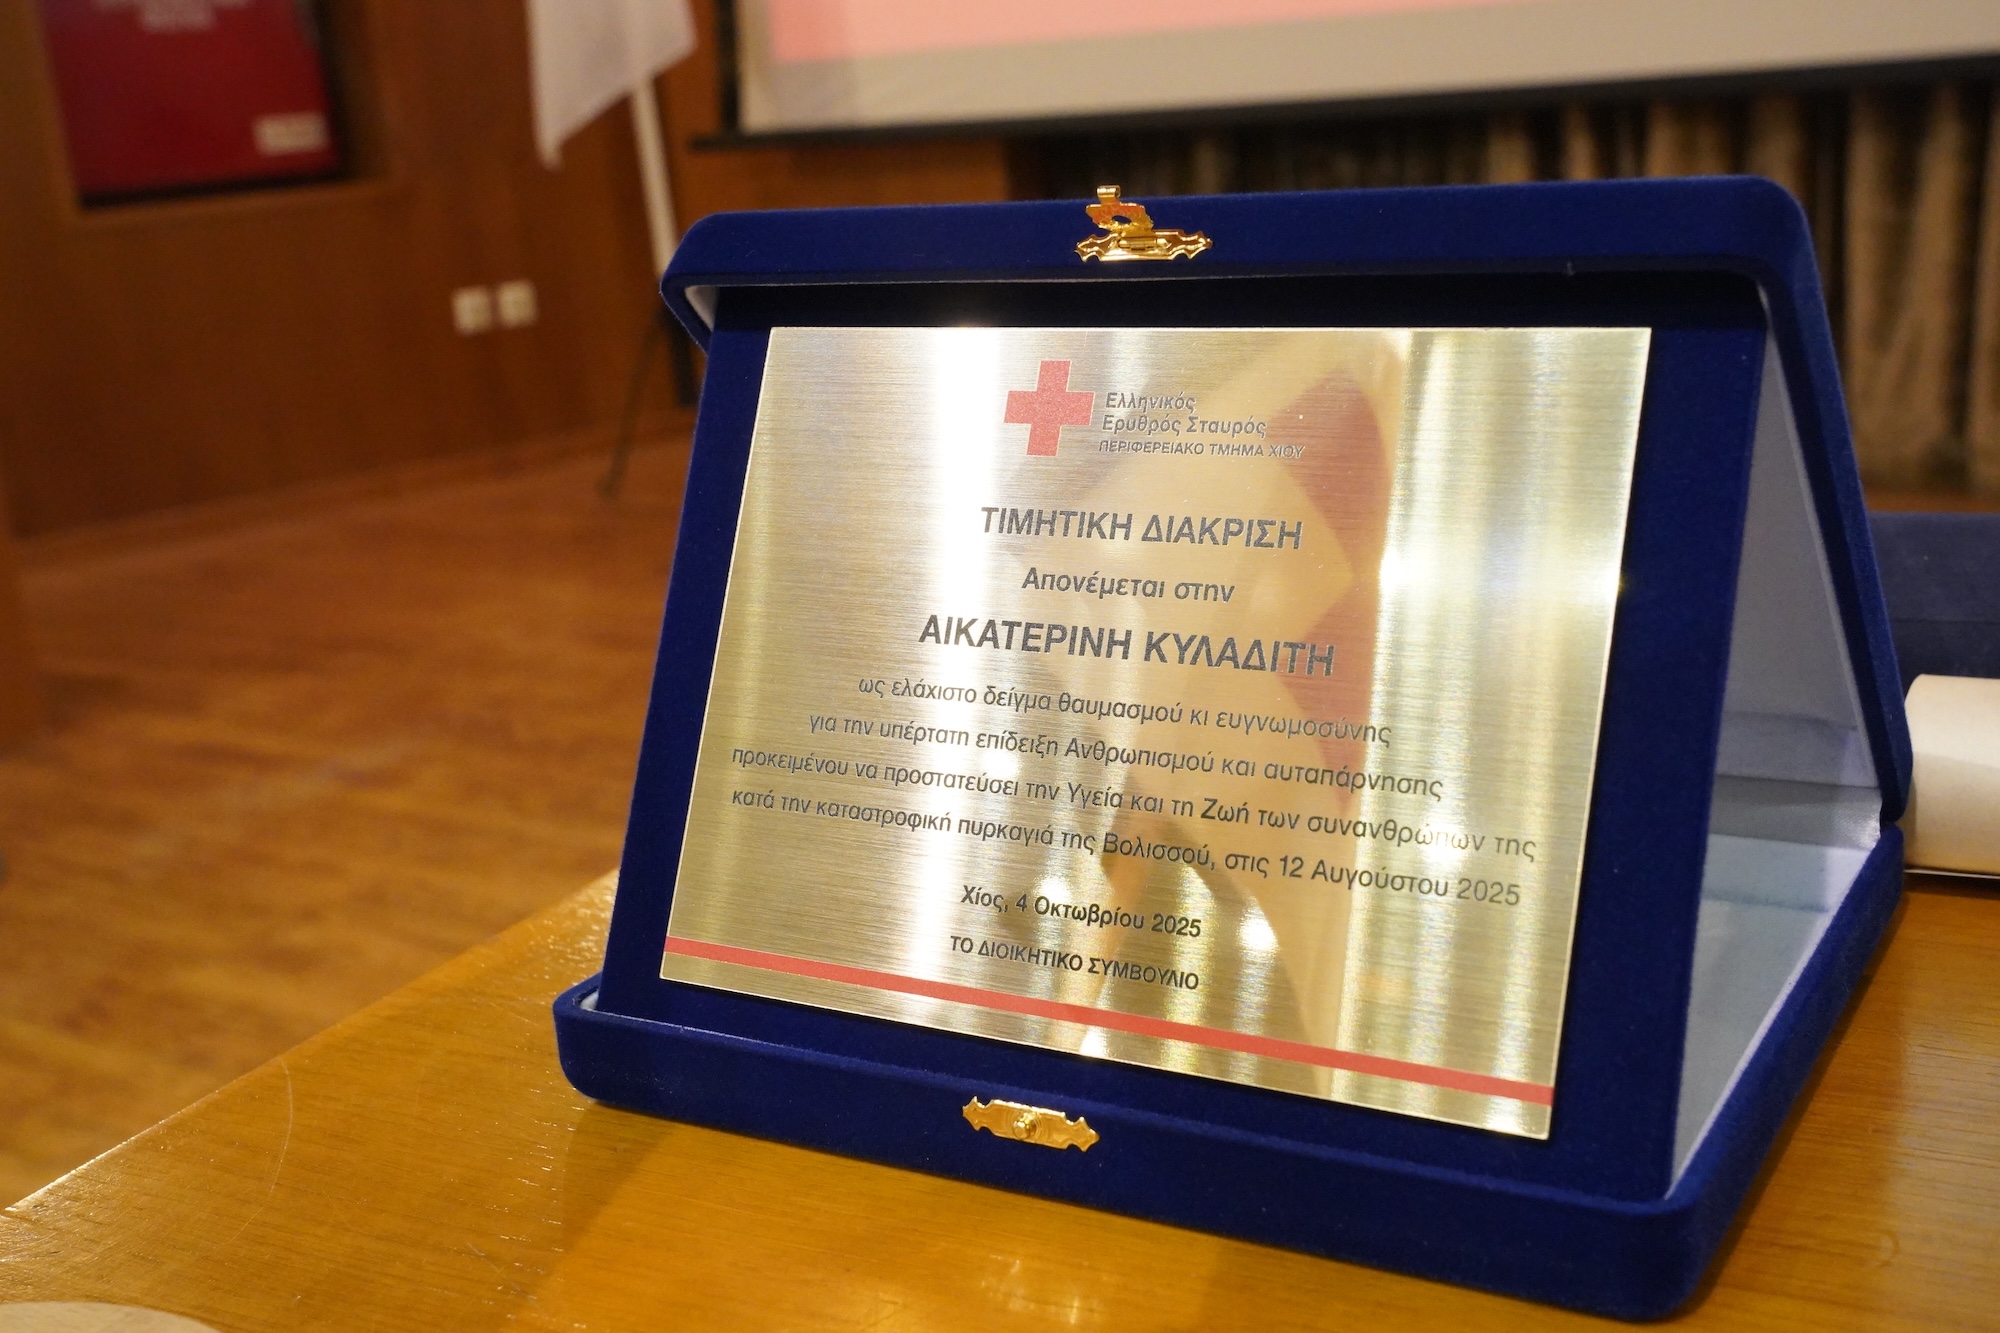 Ελληνικός
Ερυθρός Σταυρός
ΠΕΡΙΦΕΡΕΙΑΚΟ ΤΜΗΜΑ ΧΙΟΥ
ΤΙΜΗΤΙΚΗ ΔΙΑΚΡΙΣΗ
Απονέμεται στην
ΑΙΚΑΤΕΡΙΝΗ ΚΥΛΑΔΙΤΗ
ως ελάχιστο δείγμα θαυμασμού κι ευγνωμοσύνης
για την υπέρτατη επίδειξη Ανθρωπισμού και αυταπάρνησης
προκειμένου να προστατεύσει την Υγεία και τη Ζωή των συνανθρώπων της
κατά την καταστροφική πυρκαγιά της Βολισσού, στις 12 Αυγούστου 2025
Χίος, 4 Οκτωβρίου 2025
ΤΟ ΔΙΟΙΚΗΤΙΚΟ ΣΥΜΒΟΥΛΙΟ